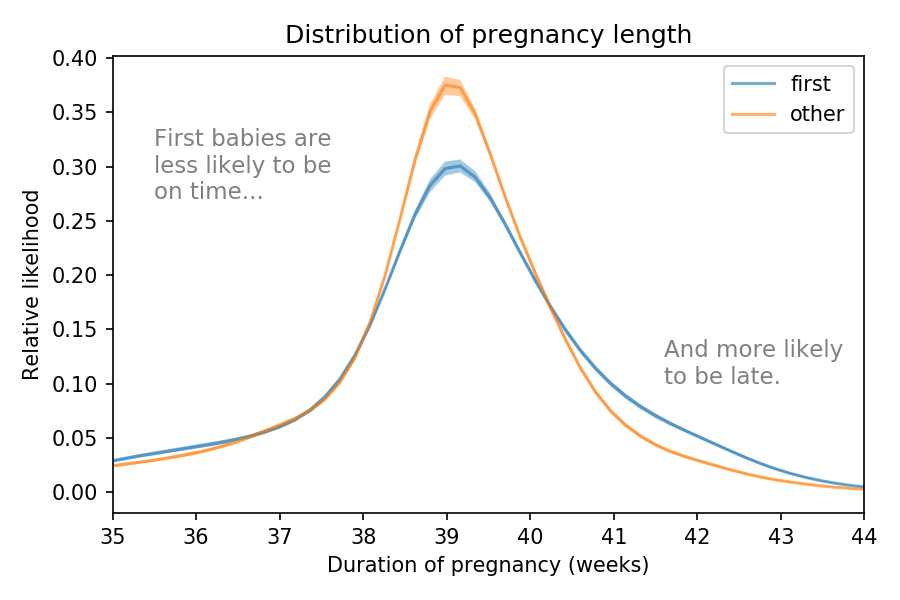 Distribution of pregnancy length
first
other
First babies are
less likely to be
on time...
And more likely
to be late.
Relative likelihood
0.40
0.35
0.30
0.25
0.20
0.15
0.10
0.05
0.00
35 36 37 38 39 40 41 42 43 44
Duration of pregnancy (weeks)